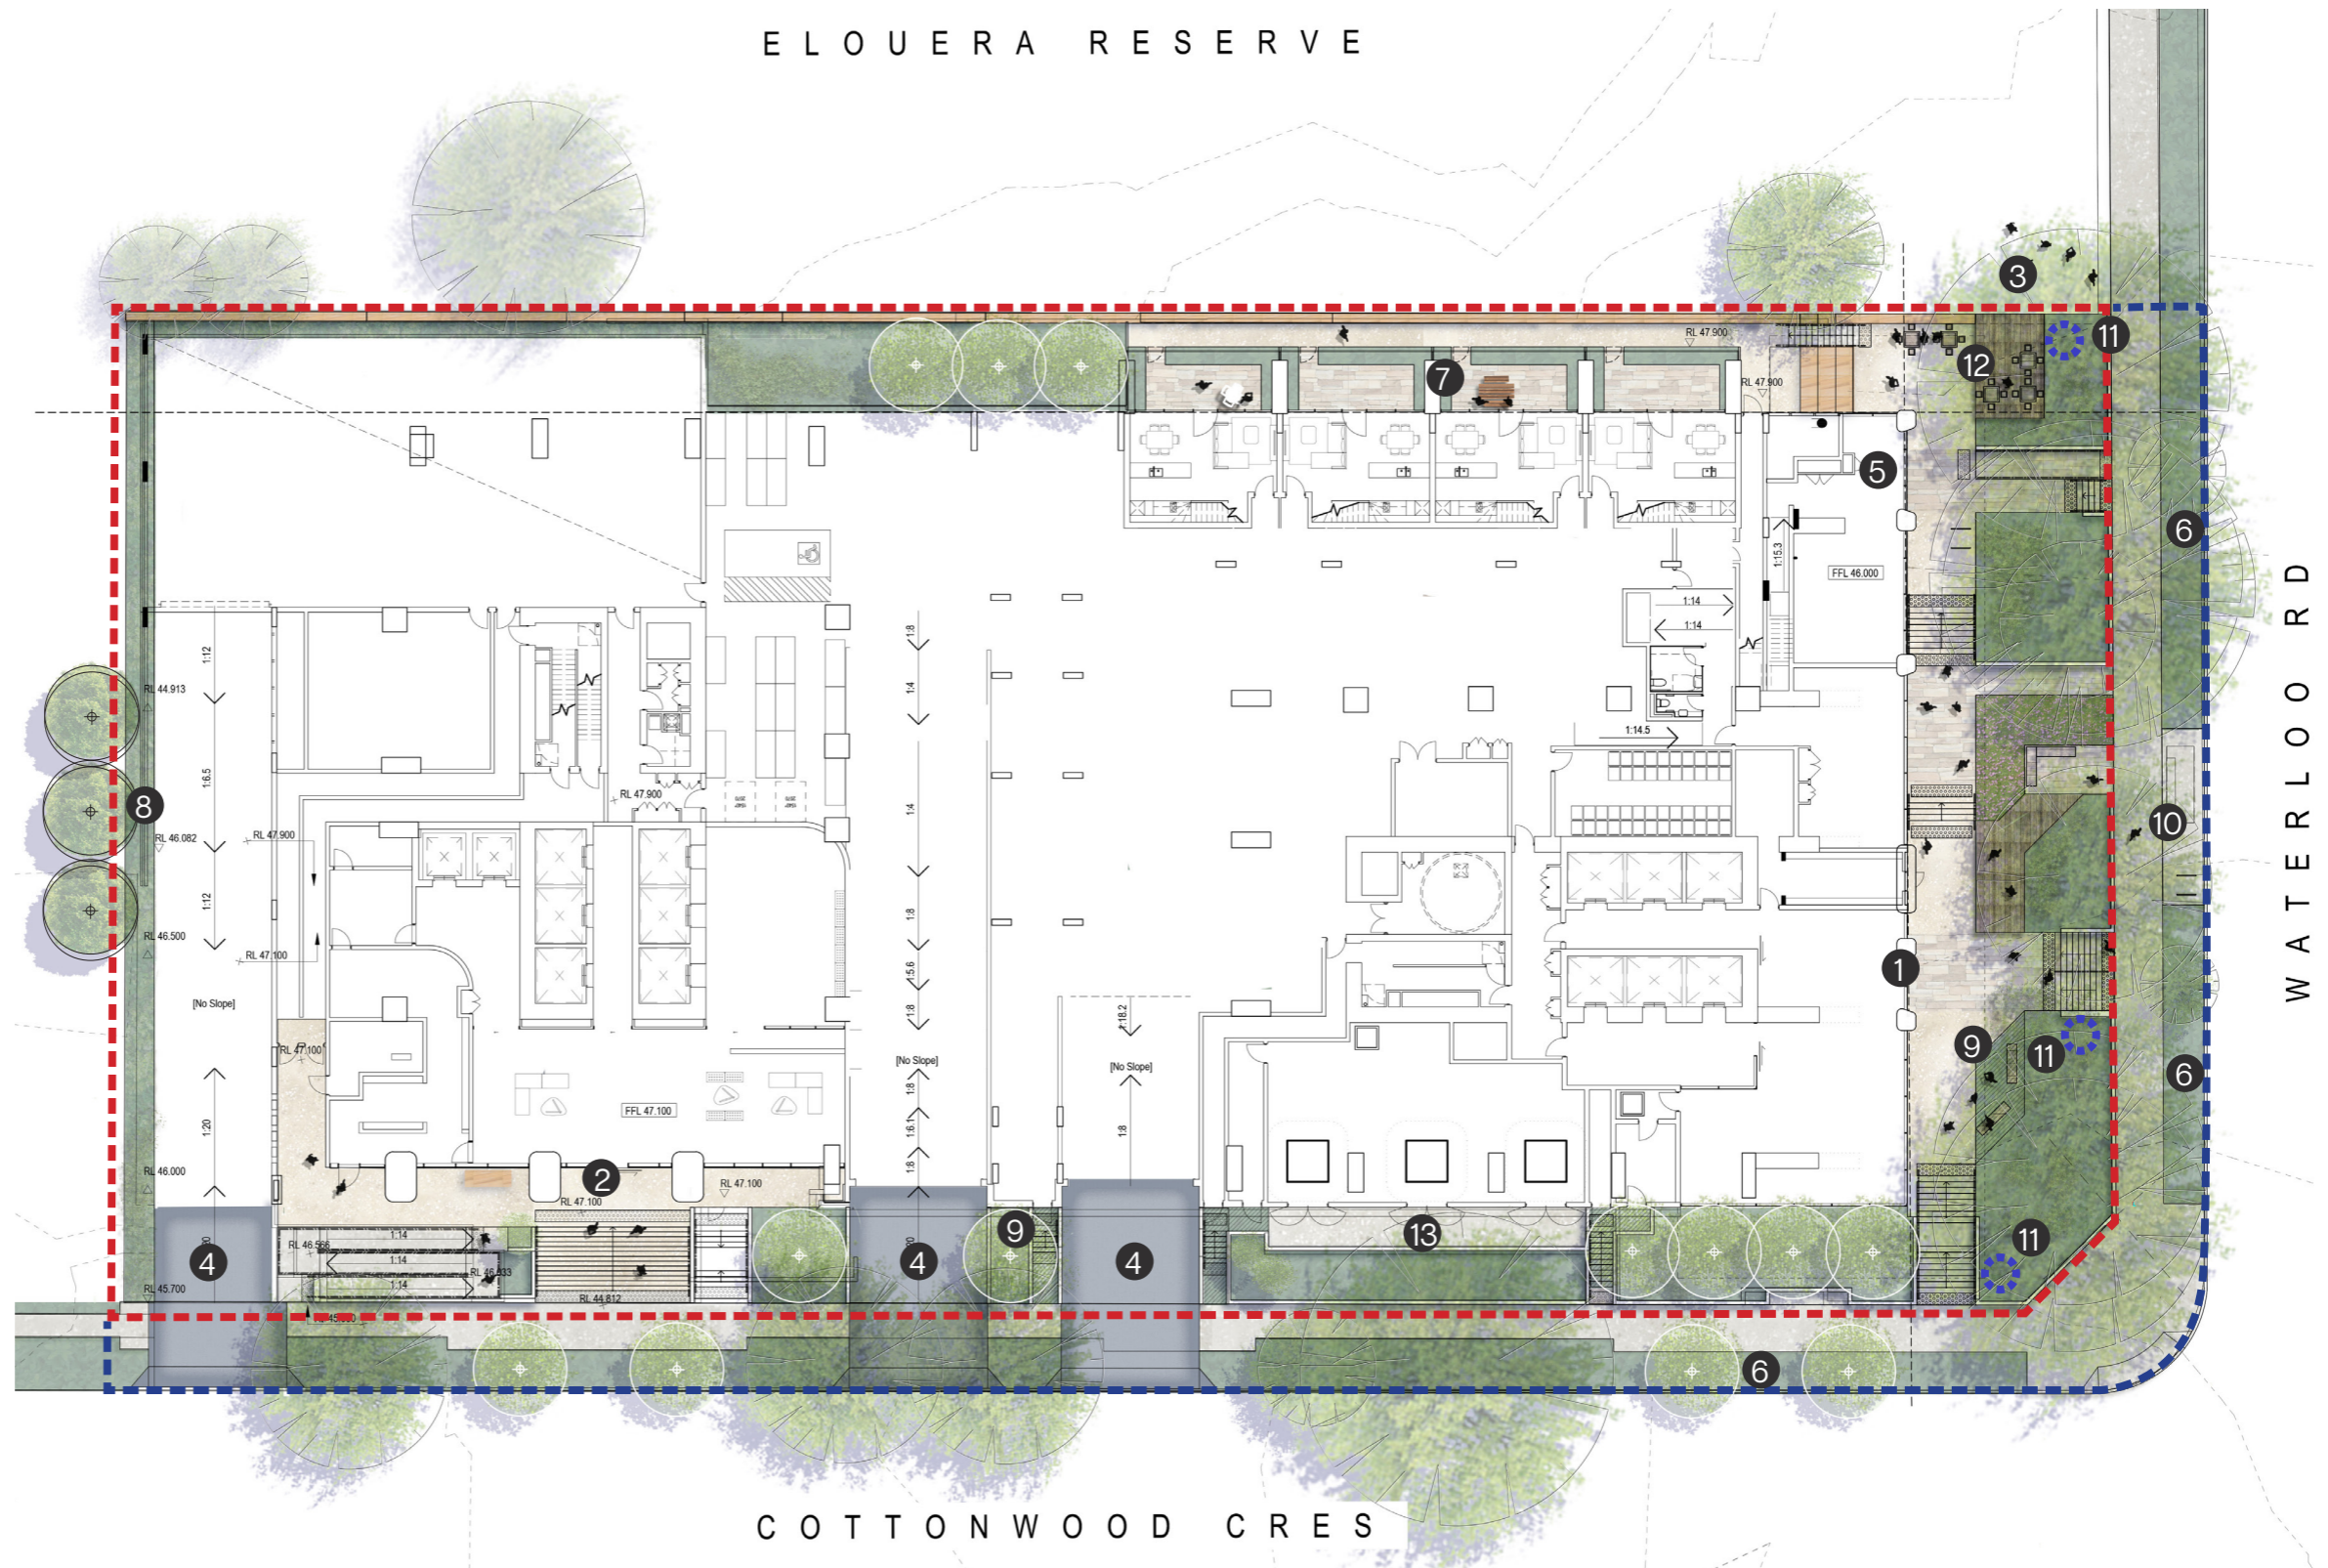 ELOUERA RESERVE
3
RL 47.900
11
12
7
RL 47.900
5
6
1:15.3
FFL 46.000
1:14
1:14
1:8
1:12
RL 44.913
1:4
1:14.5
1:6.5
8
RL 47.900
1:4
10
RL 46.082
RL 47.900
1:12
1:8
RL 46.500
RL 47.100
1:5.6
1
[No Slope]
1:8
1:18.2
9
11
6
RL 47.100
[No Slope]
[No Slope]
1:8
1:20
FFL 47.100
1:6.1
1:8
1:8
RL 46.000
2
RL 47.100
RL 47.100
9
13
11
1:14
RL 46.566
1:14
4
4
4
1:14
RL 45.700
RL 44.812
6
WATERLOO RD
COTTONWOOD CRES